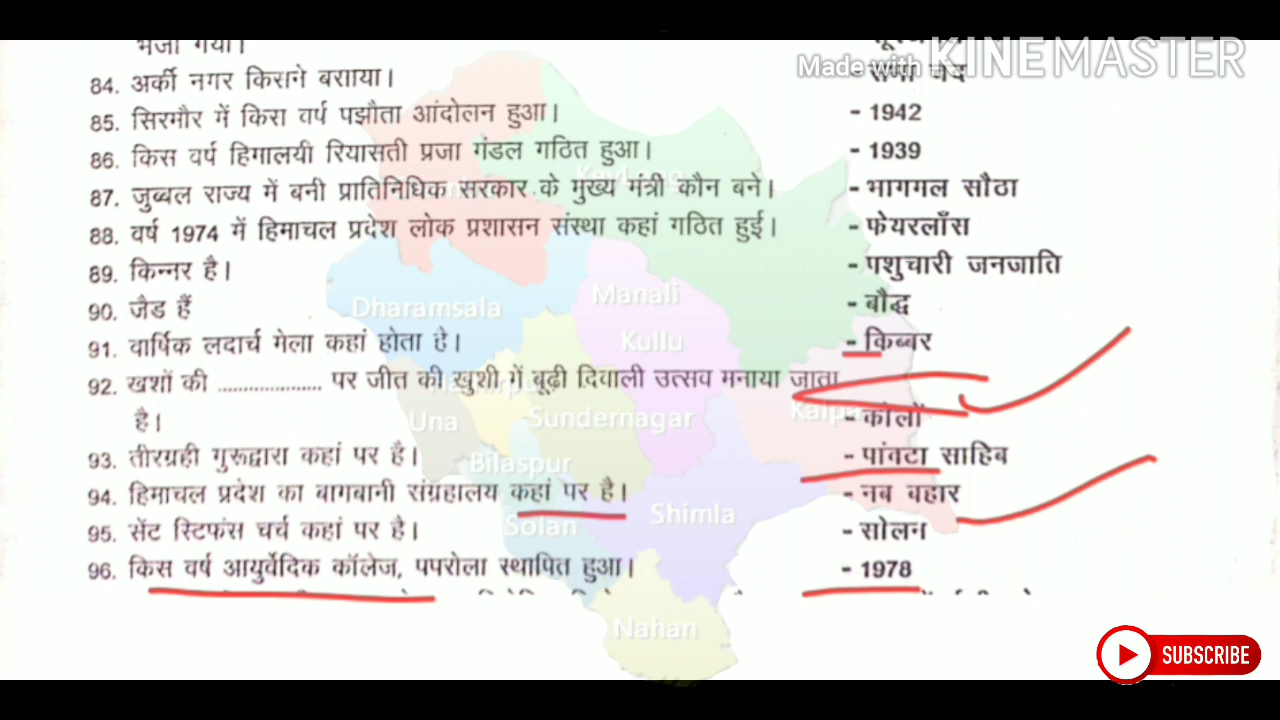 भेजा गया।
Made with KINEMASTER
84. अर्की नगर किसने बसाया।
85. सिरमौर में किस वर्ष पझौता आंदोलन हुआ। - 1942
86. किस वर्ष हिमालयी रियासती प्रजा मंडल गठित हुआ। - 1939
87. जुब्बल राज्य में बनी प्रातिनिधिक सरकार के मुख्य मंत्री कौन बने। - भागमल सौठा
88. वर्ष 1974 में हिमाचल प्रदेश लोक प्रशासन संस्था कहां गठित हुई। - फेयरलॉंस
89. किन्नर है। - पशुचारी जनजाति
90. जैड हैं - बौद्ध
91. वार्षिक लदार्च मेला कहां होता है। - किब्बर
92. खशों की .................... पर जीत की खुशी में बूढ़ी दिवाली उत्सव मनाया जाता
है। - कोलों
93. तीरग्रही गुरूद्वारा कहां पर है। - पांवटा साहिब
94. हिमाचल प्रदेश का बागबानी संग्रहालय कहां पर है। - नव बहार
95. सेंट स्टिफंस चर्च कहां पर है। - सोलन
96. किस वर्ष आयुर्वेदिक कॉलेज, पपरोला स्थापित हुआ। - 1978
Dharamsala
Manali
Kullu
Una
Sundernagar
Bilaspur
Shimla
Solan
Nahan
SUBSCRIBE